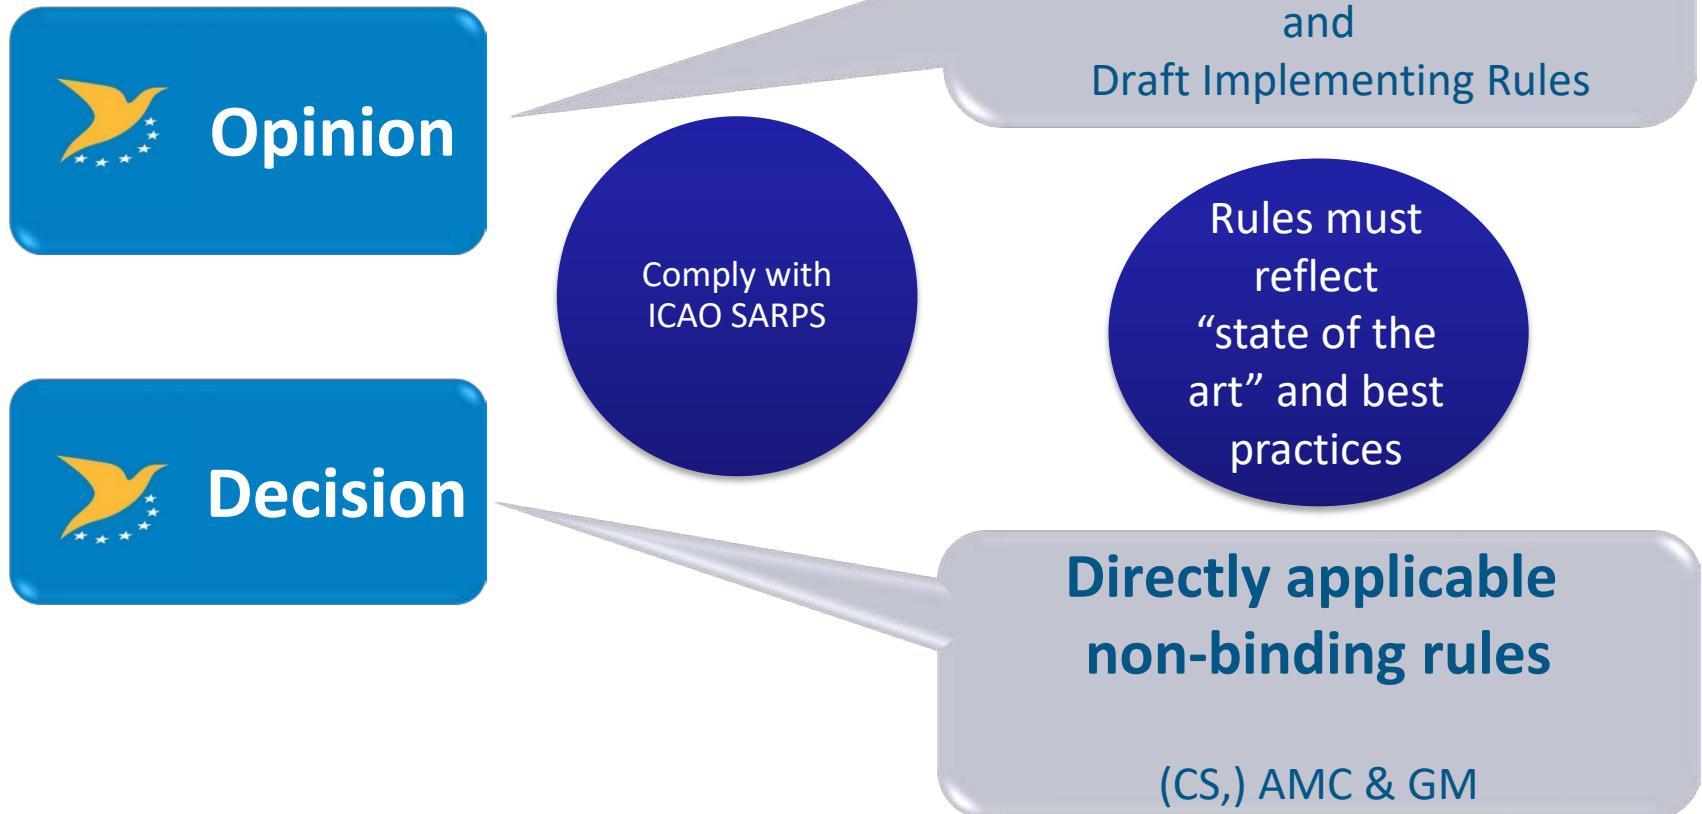 and
Draft Implementing Rules
Opinion
Comply with
ICAO SARPS
Rules must
reflect
“state of the
art” and best
practices
Decision
Directly applicable
non-binding rules
(CS,) AMC & GM